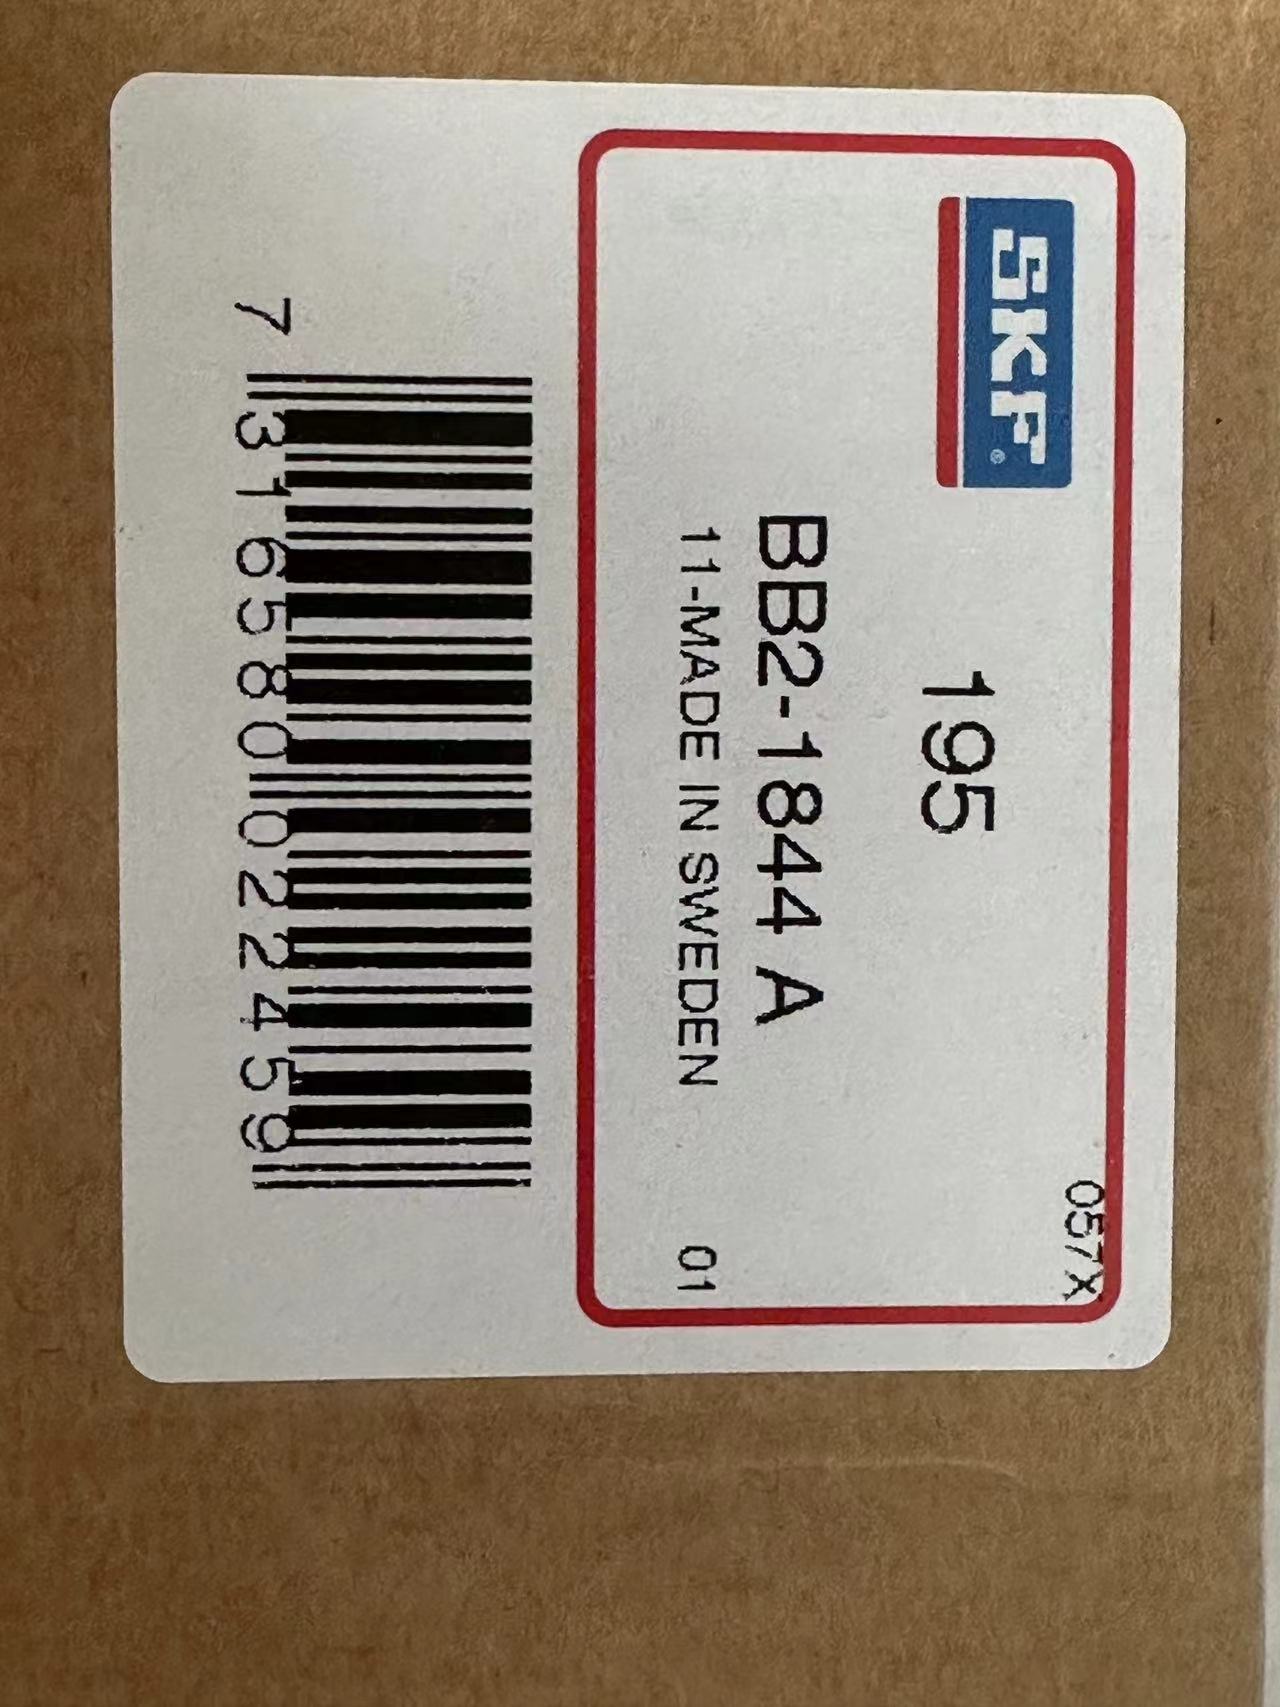 SKF®
057X
195
BB2-1844 A
11-MADE IN SWEDEN
01
7 316580 022459